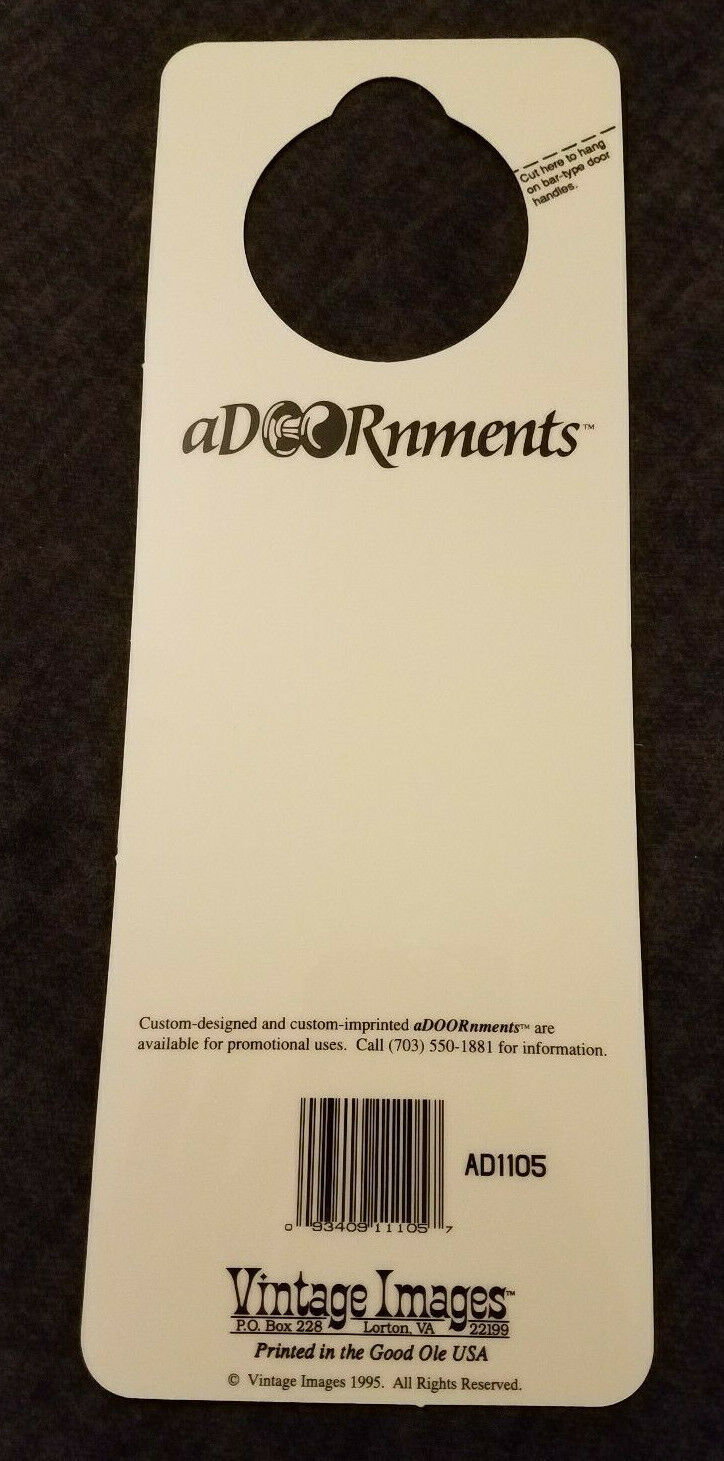 Cut here to hang
on bar-type door
handles.
aDOORnments™
Custom-designed and custom-imprinted aDOORnments™ are
available for promotional uses. Call (703) 550-1881 for information.
AD1105
0 93409 11105 7
Vintage Images™
P.O. Box 228 Lorton, VA 22199
Printed in the Good Ole USA
© Vintage Images 1995. All Rights Reserved.